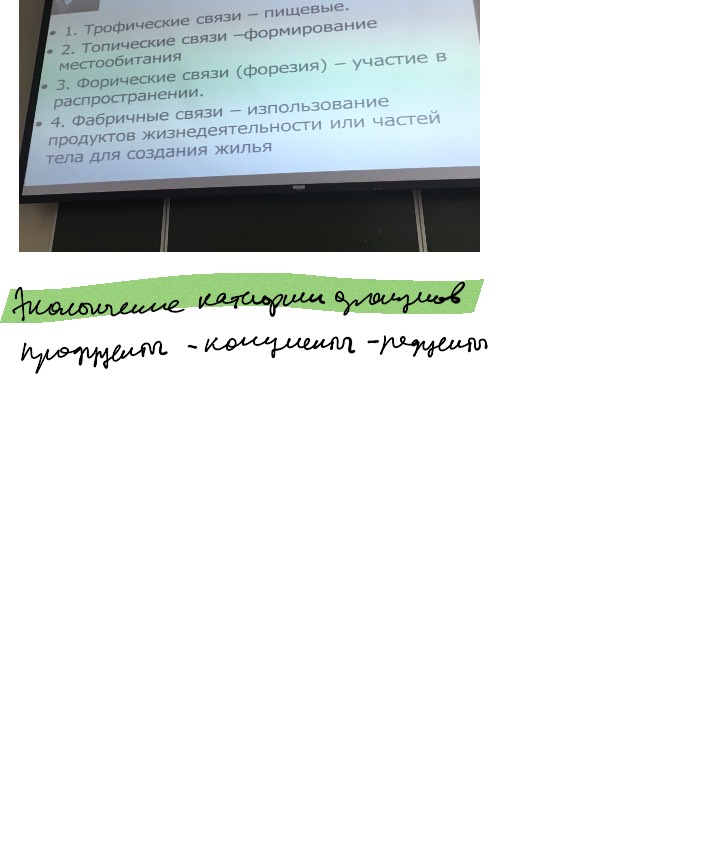 • 1. Трофические связи – пищевые.
• 2. Топические связи –формирование
местообитания
• 3. Форические связи (форезия) – участие в
распространении.
• 4. Фабричные связи – изпользование
продуктов жизнедеятельности или частей
тела для создания жилья
Экологические категории организмов
продуценты - консументы - редуценты